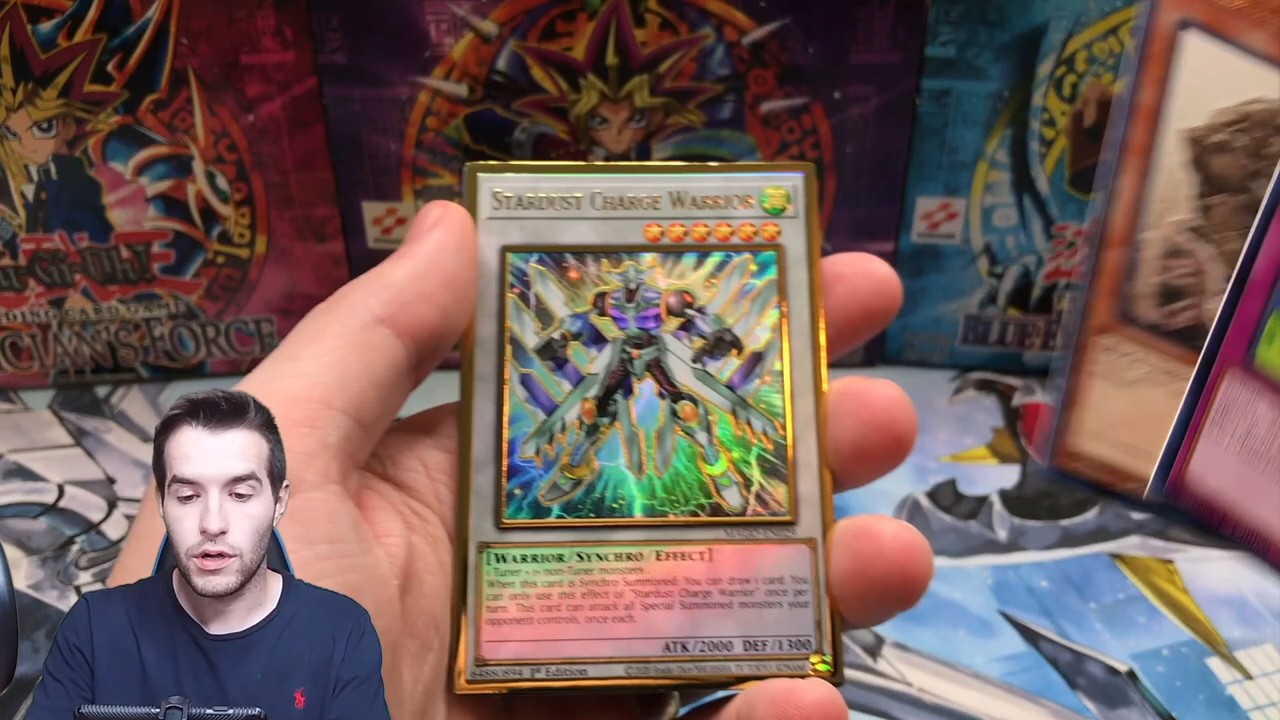 STARDUST CHARGE WARRIOR
[WARRIOR/SYNCHRO/EFFECT]
1 Tuner + 1+ non-Tuner monsters
When this card is Synchro Summoned: You can draw 1 card. You
can only use this effect of "Stardust Charge Warrior" once per
turn. This card can attack all Special Summoned monsters your
opponent controls, once each.
ATK/2000 DEF/1300
64880894 1st Edition
YU-GI-OH!
TRADING CARD GAME
MAGICIAN'S FORCE
KONAMI
KONAMI
BLUE